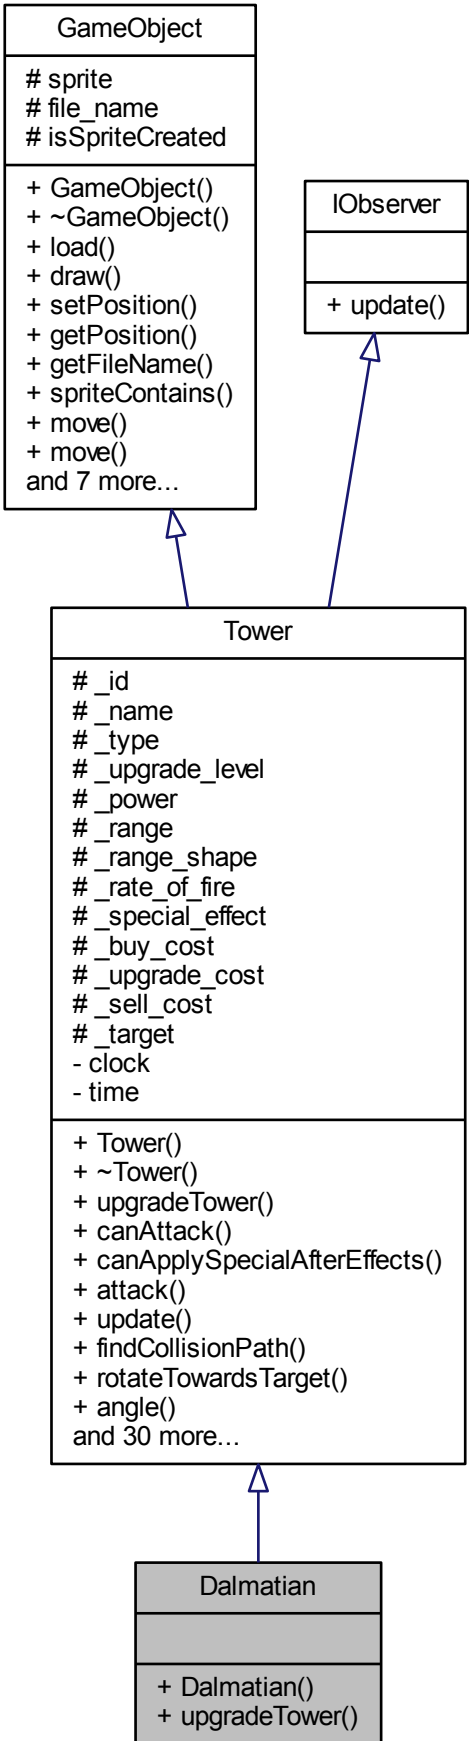 GameObject
# sprite
# file_name
# isSpriteCreated
+ GameObject()
+ ~GameObject()
+ load()
+ draw()
+ setPosition()
+ getPosition()
+ getFileName()
+ spriteContains()
+ move()
+ move()
and 7 more...
IObserver
+ update()
Tower
# _id
# _name
# _type
# _upgrade_level
# _power
# _range
# _range_shape
# _rate_of_fire
# _special_effect
# _buy_cost
# _upgrade_cost
# _sell_cost
# _target
- clock
- time
+ Tower()
+ ~Tower()
+ upgradeTower()
+ canAttack()
+ canApplySpecialAfterEffects()
+ attack()
+ update()
+ findCollisionPath()
+ rotateTowardsTarget()
+ angle()
and 30 more...
Dalmatian
+ Dalmatian()
+ upgradeTower()